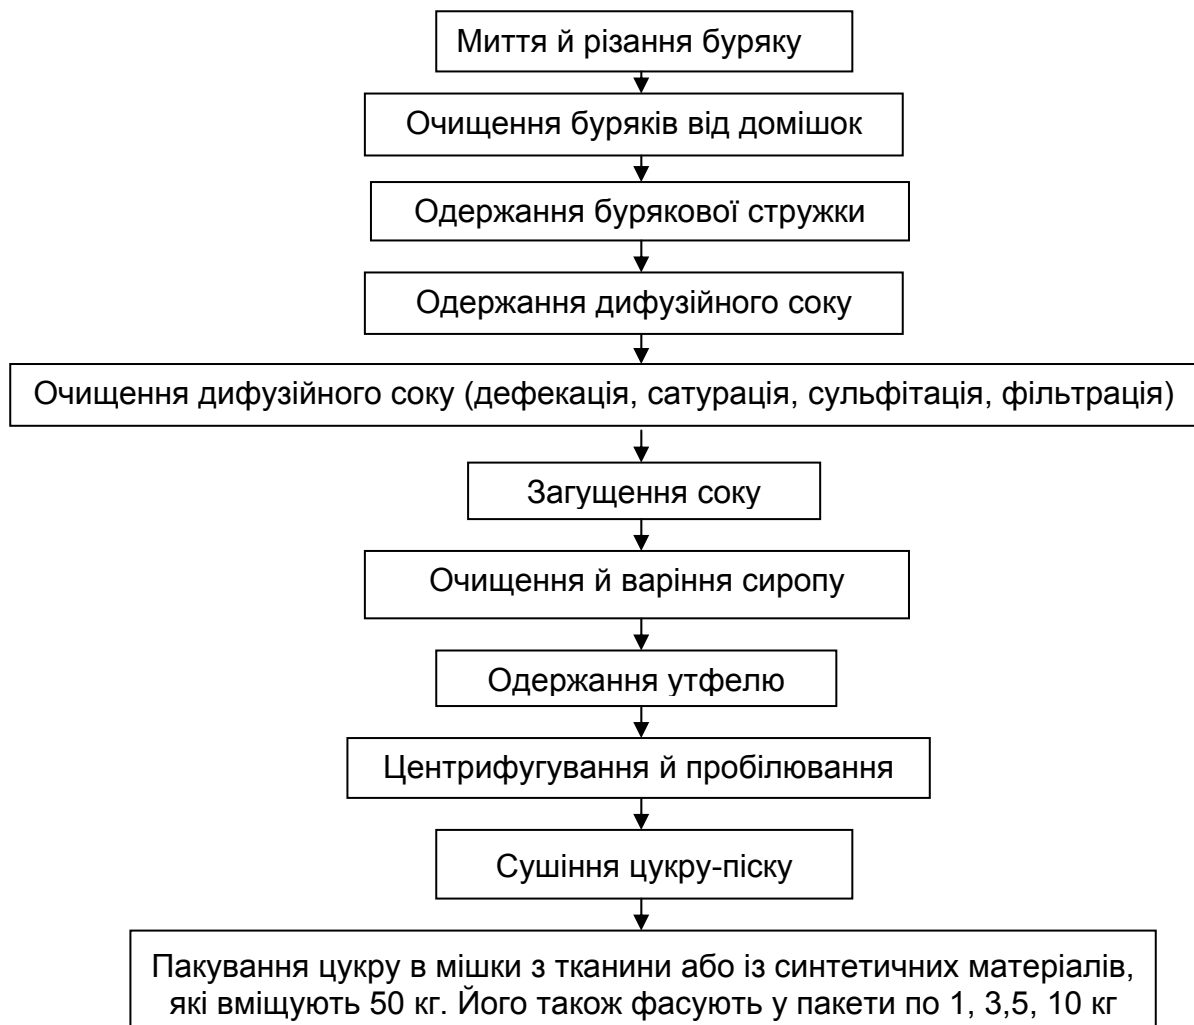 Миття й різання буряку
Очищення буряків від домішок
Одержання бурякової стружки
Одержання дифузійного соку
Очищення дифузійного соку (дефекація, сатурація, сульфітація, фільтрація)
Загущення соку
Очищення й варіння сиропу
Одержання утфелю
Центрифугування й пробілювання
Сушіння цукру-піску
Пакування цукру в мішки з тканини або із синтетичних матеріалів,
які вміщують 50 кг. Його також фасують у пакети по 1, 3,5, 10 кг